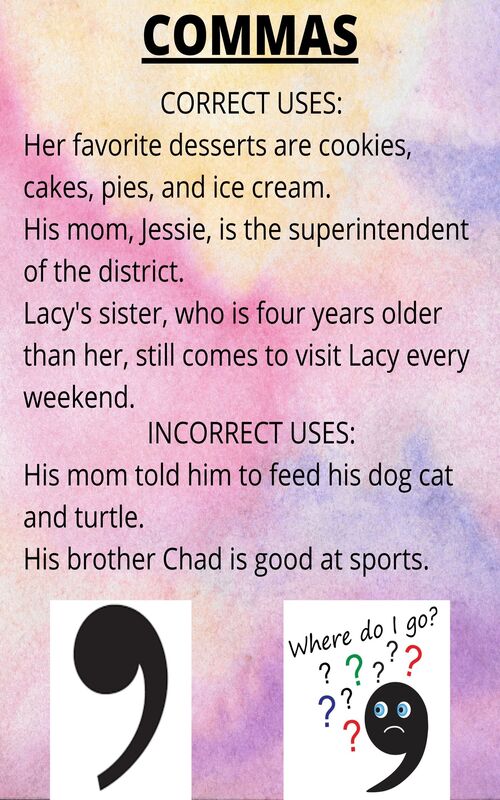 COMMAS
CORRECT USES:
Her favorite desserts are cookies,
cakes, pies, and ice cream.
His mom, Jessie, is the superintendent
of the district.
Lacy's sister, who is four years older
than her, still comes to visit Lacy every
weekend.
INCORRECT USES:
His mom told him to feed his dog cat
and turtle.
His brother Chad is good at sports.
,
Where do I go?
? ? ? ? ?
? ? ?